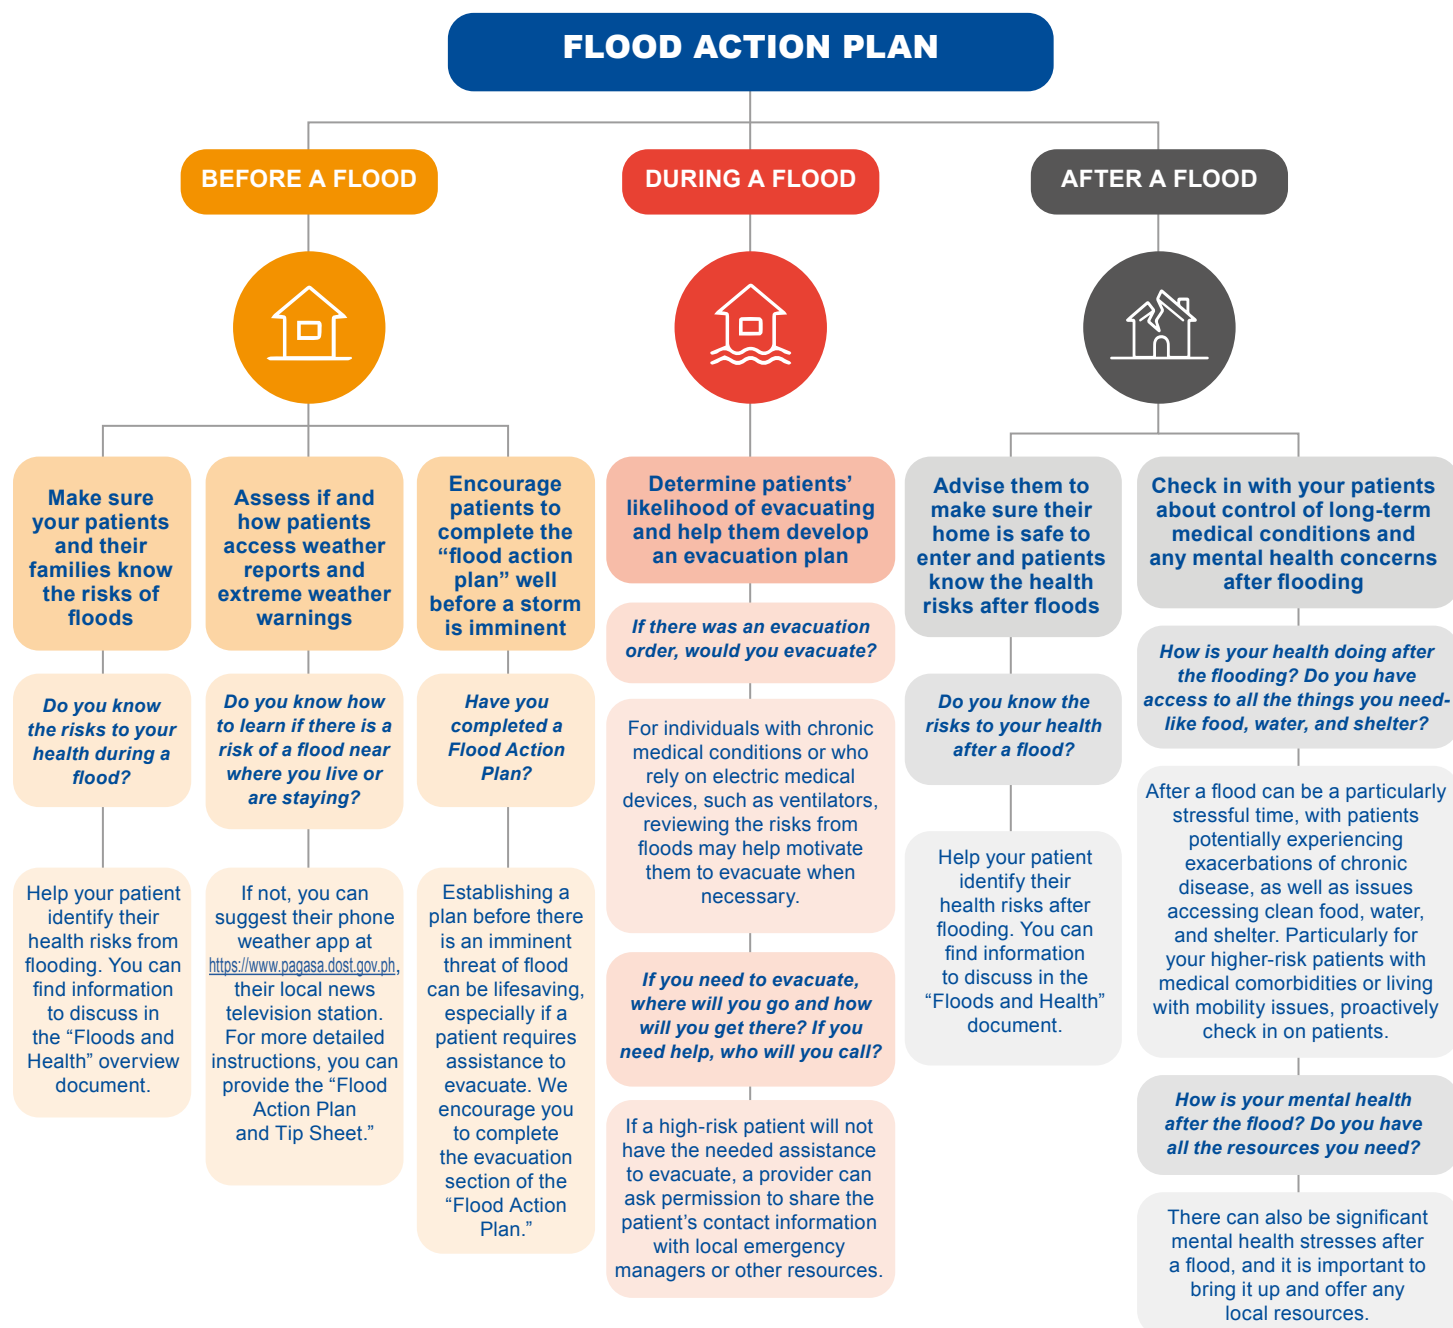 FLOOD ACTION PLAN
BEFORE A FLOOD
Make sure
your patients
and their
families know
the risks of
floods
Do you know
the risks to your
health during a
flood?
Help your patient
identify their
health risks from
flooding. You can
find information
to discuss in
the “Floods and
Health” overview
document.
Assess if and
how patients
access weather
reports and
extreme weather
warnings
Do you know how
to learn if there is a
risk of a flood near
where you live or
are staying?
If not, you can
suggest their phone
weather app at
https://www.pagasa.dost.gov.ph,
their local news
television station.
For more detailed
instructions, you can
provide the “Flood
Action Plan
and Tip Sheet.”
Encourage
patients to
complete the
“flood action
plan” well
before a storm
is imminent
Have you
completed a
Flood Action
Plan?
Establishing a
plan before there
is an imminent
threat of flood
can be lifesaving,
especially if a
patient requires
assistance to
evacuate. We
encourage you
to complete
the evacuation
section of the
“Flood Action
Plan.”
DURING A FLOOD
Determine patients’
likelihood of evacuating
and help them develop
an evacuation plan
If there was an evacuation
order, would you evacuate?
For individuals with chronic
medical conditions or who
rely on electric medical
devices, such as ventilators,
reviewing the risks from
floods may help motivate
them to evacuate when
necessary.
If you need to evacuate,
where will you go and how
will you get there? If you
need help, who will you call?
If a high-risk patient will not
have the needed assistance
to evacuate, a provider can
ask permission to share the
patient’s contact information
with local emergency
managers or other resources.
AFTER A FLOOD
Advise them to
make sure their
home is safe to
enter and patients
know the health
risks after floods
Do you know the
risks to your health
after a flood?
Help your patient
identify their
health risks after
flooding. You can
find information
to discuss in the
“Floods and Health”
document.
Check in with your patients
about control of long-term
medical conditions and
any mental health concerns
after flooding
How is your health doing after
the flooding? Do you have
access to all the things you need-
like food, water, and shelter?
After a flood can be a particularly
stressful time, with patients
potentially experiencing
exacerbations of chronic
disease, as well as issues
accessing clean food, water,
and shelter. Particularly for
your higher-risk patients with
medical comorbidities or living
with mobility issues, proactively
check in on patients.
How is your mental health
after the flood? Do you have
all the resources you need?
There can also be significant
mental health stresses after
a flood, and it is important to
bring it up and offer any
local resources.